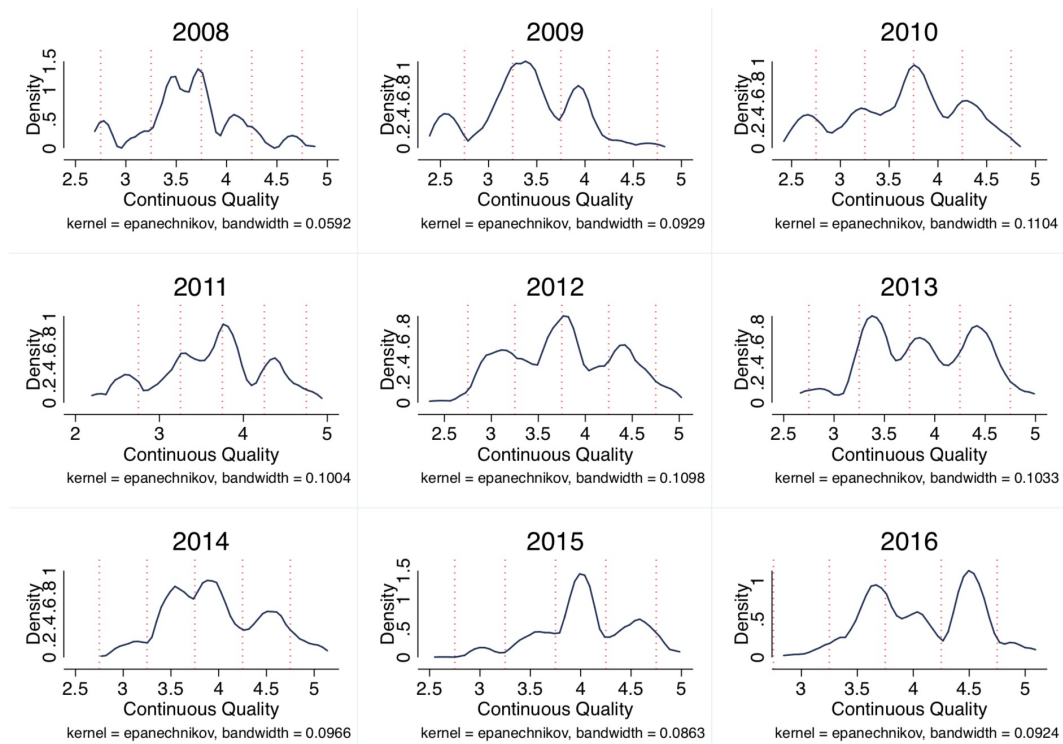 2008
Density
0 .5 1 1.5
2.5 3 3.5 4 4.5 5
Continuous Quality
kernel = epanechnikov, bandwidth = 0.0592
2009
Density
0 .2 .4 .6 .8 1
2.5 3 3.5 4 4.5 5
Continuous Quality
kernel = epanechnikov, bandwidth = 0.0929
2010
Density
0 .2 .4 .6 .8 1
2.5 3 3.5 4 4.5 5
Continuous Quality
kernel = epanechnikov, bandwidth = 0.1104
2011
Density
0 .2 .4 .6 .8 1
2 3 3.5 4 5
Continuous Quality
kernel = epanechnikov, bandwidth = 0.1004
2012
Density
0 .2 .4 .6 .8
2.5 3 3.5 4 4.5 5
Continuous Quality
kernel = epanechnikov, bandwidth = 0.1098
2013
Density
0 .2 .4 .6 .8
2.5 3 3.5 4 4.5 5
Continuous Quality
kernel = epanechnikov, bandwidth = 0.1033
2014
Density
0 .2 .4 .6 .8 1
2.5 3 3.5 4 4.5 5
Continuous Quality
kernel = epanechnikov, bandwidth = 0.0966
2015
Density
0 .5 1 1.5
2.5 3 3.5 4 4.5 5
Continuous Quality
kernel = epanechnikov, bandwidth = 0.0863
2016
Density
0 .5 1
3 3.5 4 4.5 5
Continuous Quality
kernel = epanechnikov, bandwidth = 0.0924